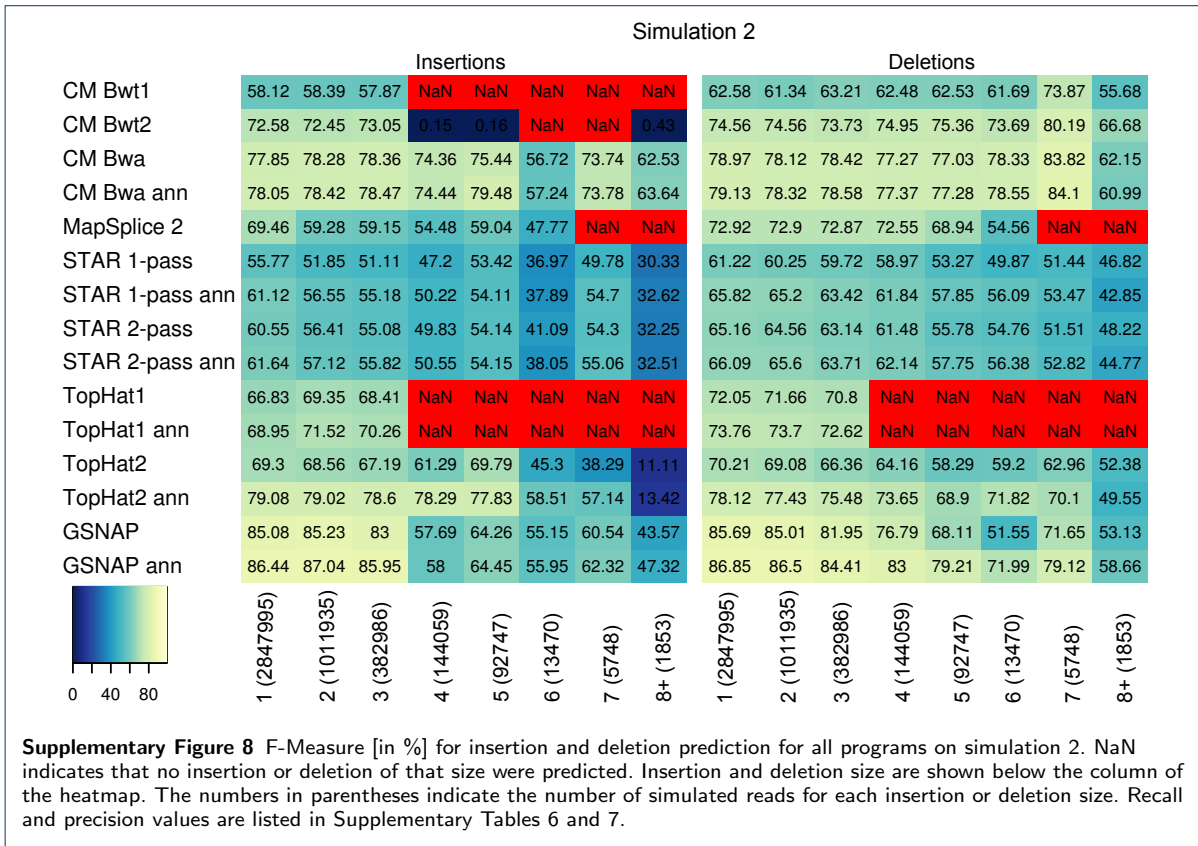 Simulation 2
Insertions Deletions
CM Bwt1 58.12 58.39 57.87 NaN NaN NaN NaN NaN 62.58 61.34 63.21 62.48 62.53 61.69 73.87 55.68
CM Bwt2 72.58 72.45 73.05 0.15 0.16 NaN NaN 0.43 74.56 74.56 73.73 74.95 75.36 73.69 80.19 66.68
CM Bwa 77.85 78.28 78.36 74.36 75.44 56.72 73.74 62.53 78.97 78.12 78.42 77.27 77.03 78.33 83.82 62.15
CM Bwa ann 78.05 78.42 78.47 74.44 79.48 57.24 73.78 63.64 79.13 78.32 78.58 77.37 77.28 78.55 84.1 60.99
MapSplice 2 69.46 59.28 59.15 54.48 59.04 47.77 NaN NaN 72.92 72.9 72.87 72.55 68.94 54.56 NaN NaN
STAR 1-pass 55.77 51.85 51.11 47.2 53.42 36.97 49.78 30.33 61.22 60.25 59.72 58.97 53.27 49.87 51.44 46.82
STAR 1-pass ann 61.12 56.55 55.18 50.22 54.11 37.89 54.7 32.62 65.82 65.2 63.42 61.84 57.85 56.09 53.47 42.85
STAR 2-pass 60.55 56.41 55.08 49.83 54.14 41.09 54.3 32.25 65.16 64.56 63.14 61.48 55.78 54.76 51.51 48.22
STAR 2-pass ann 61.64 57.12 55.82 50.55 54.15 38.05 55.06 32.51 66.09 65.6 63.71 62.14 57.75 56.38 52.82 44.77
TopHat1 66.83 69.35 68.41 NaN NaN NaN NaN NaN 72.05 71.66 70.8 NaN NaN NaN NaN NaN
TopHat1 ann 68.95 71.52 70.26 NaN NaN NaN NaN NaN 73.76 73.7 72.62 NaN NaN NaN NaN NaN
TopHat2 69.3 68.56 67.19 61.29 69.79 45.3 38.29 11.11 70.21 69.08 66.36 64.16 58.29 59.2 62.96 52.38
TopHat2 ann 79.08 79.02 78.6 78.29 77.83 58.51 57.14 13.42 78.12 77.43 75.48 73.65 68.9 71.82 70.1 49.55
GSNAP 85.08 85.23 83 57.69 64.26 55.15 60.54 43.57 85.69 85.01 81.95 76.79 68.11 51.55 71.65 53.13
GSNAP ann 86.44 87.04 85.95 58 64.45 55.95 62.32 47.32 86.85 86.5 84.41 83 79.21 71.99 79.12 58.66
0 40 80
1 (2847995) 2 (1011935) 3 (382986) 4 (144059) 5 (92747) 6 (13470) 7 (5748) 8+ (1853) 1 (2847995) 2 (1011935) 3 (382986) 4 (144059) 5 (92747) 6 (13470) 7 (5748) 8+ (1853)
Supplementary Figure 8 F-Measure [in %] for insertion and deletion prediction for all programs on simulation 2. NaN
indicates that no insertion or deletion of that size were predicted. Insertion and deletion size are shown below the column of
the heatmap. The numbers in parentheses indicate the number of simulated reads for each insertion or deletion size. Recall
and precision values are listed in Supplementary Tables 6 and 7.